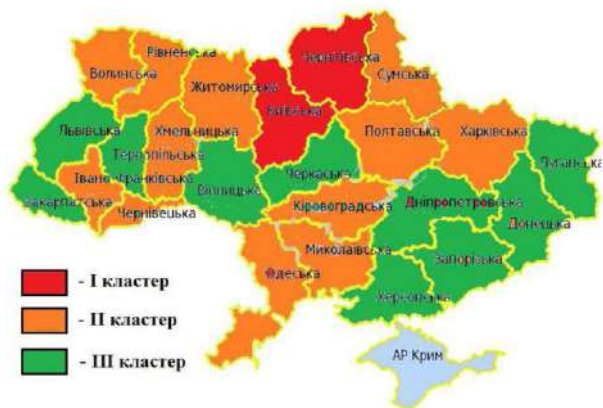 Рівненська
Волинська
Житомирська
Чернігівська
Сумська
Київська
Львівська
Тернопільська
Хмельницька
Полтавська
Харківська
Луганська
Черкаська
Вінницька
Івано-Франківська
Закарпатська
Чернівецька
Кіровоградська
Дніпропетровська
Донецька
Миколаївська
Запорізька
Одеська
Херсонська
- І кластер
- ІІ кластер
- ІІІ кластер
АР Крим